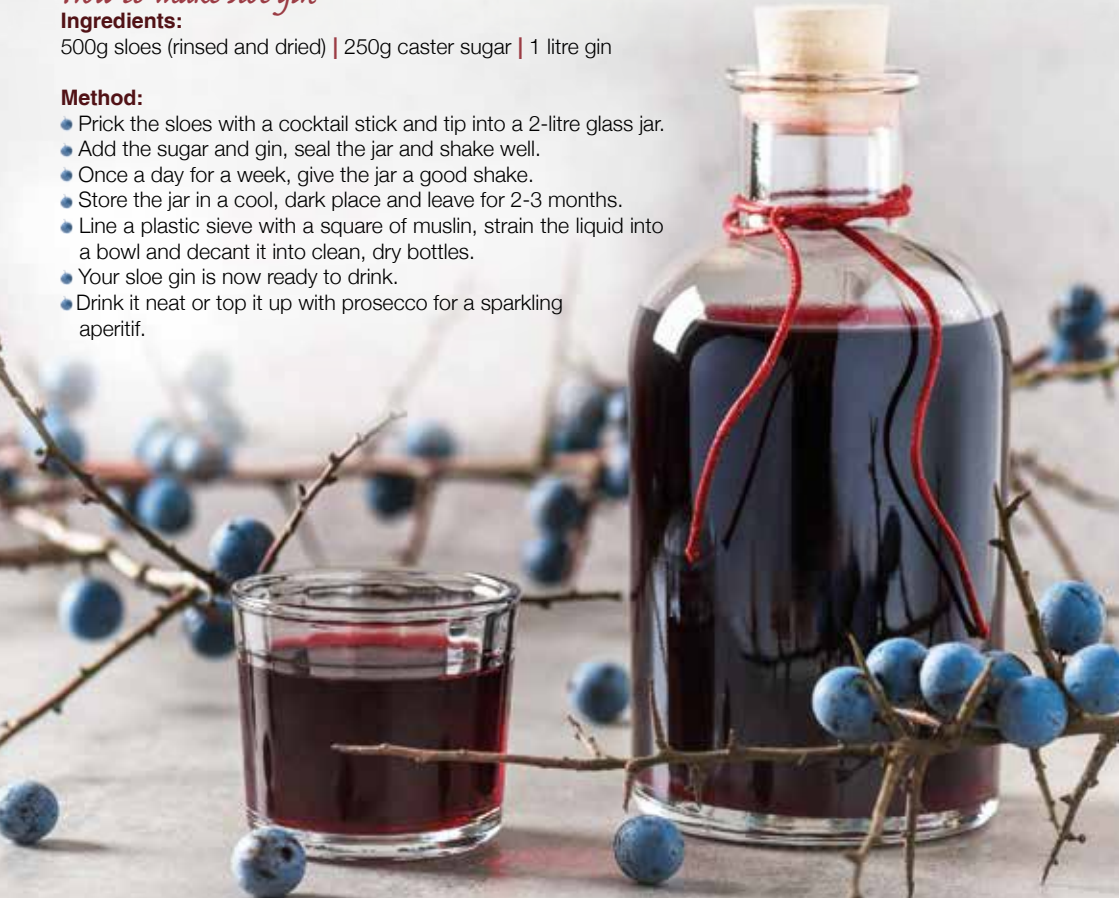 How to make sloe gin
Ingredients:
500g sloes (rinsed and dried) | 250g caster sugar | 1 litre gin
Method:
• Prick the sloes with a cocktail stick and tip into a 2-litre glass jar.
• Add the sugar and gin, seal the jar and shake well.
• Once a day for a week, give the jar a good shake.
• Store the jar in a cool, dark place and leave for 2-3 months.
• Line a plastic sieve with a square of muslin, strain the liquid into
a bowl and decant it into clean, dry bottles.
• Your sloe gin is now ready to drink.
• Drink it neat or top it up with prosecco for a sparkling
aperitif.